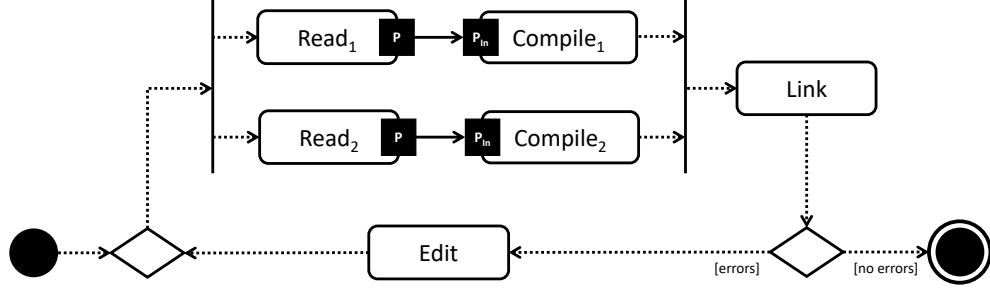 Read1 P PIn Compile1
Link
Read2 P PIn Compile2
Edit
[errors] [no errors]